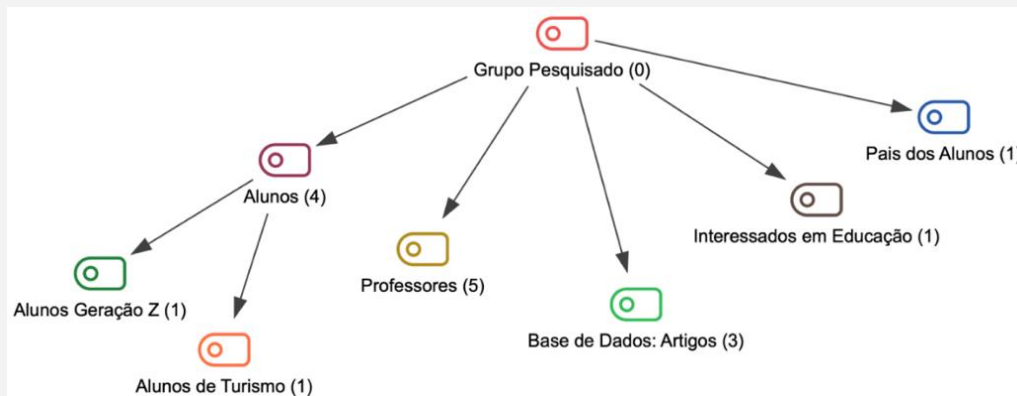 Grupo Pesquisado (0)
Pais dos Alunos (1)
Alunos (4)
Interessados em Educação (1)
Professores (5)
Alunos Geração Z (1)
Base de Dados: Artigos (3)
Alunos de Turismo (1)